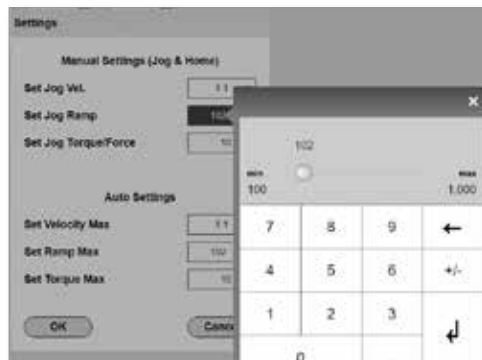 Settings
Manual Settings (Jog & Home)
Set Jog Vel.
Set Jog Ramp
Set Jog Torque/Force
Auto Settings
Set Velocity Max
Set Ramp Max
Set Torque Max
OK
102
min
max
100
1,000
7 8 9 ←
4 5 6 +/-
1 2 3
0